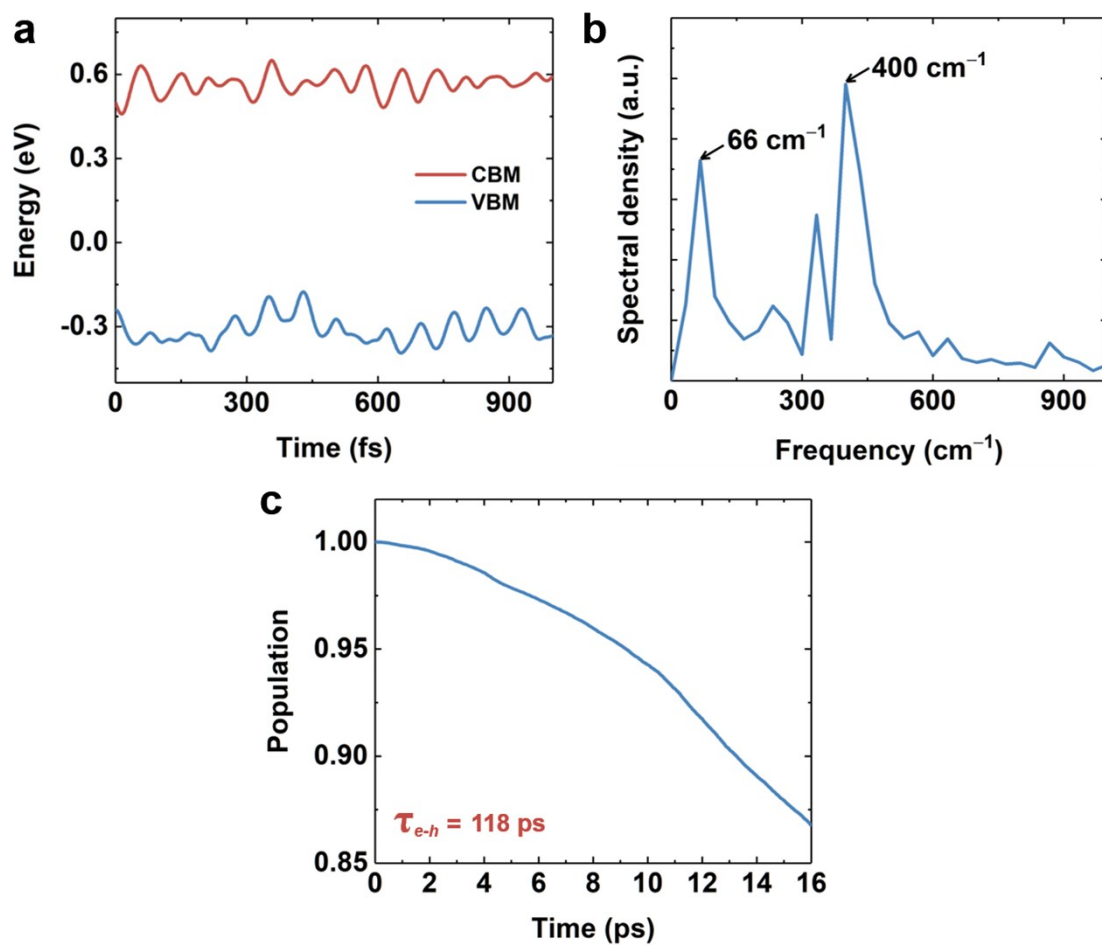 a
Energy (eV)
0.6
0.3
0.0
-0.3
CBM
VBM
0 300 600 900
Time (fs)
b
Spectral density (a.u.)
66 cm⁻¹
400 cm⁻¹
0 300 600 900
Frequency (cm⁻¹)
c
Population
1.00
0.95
0.90
0.85
τe-h = 118 ps
0 2 4 6 8 10 12 14 16
Time (ps)